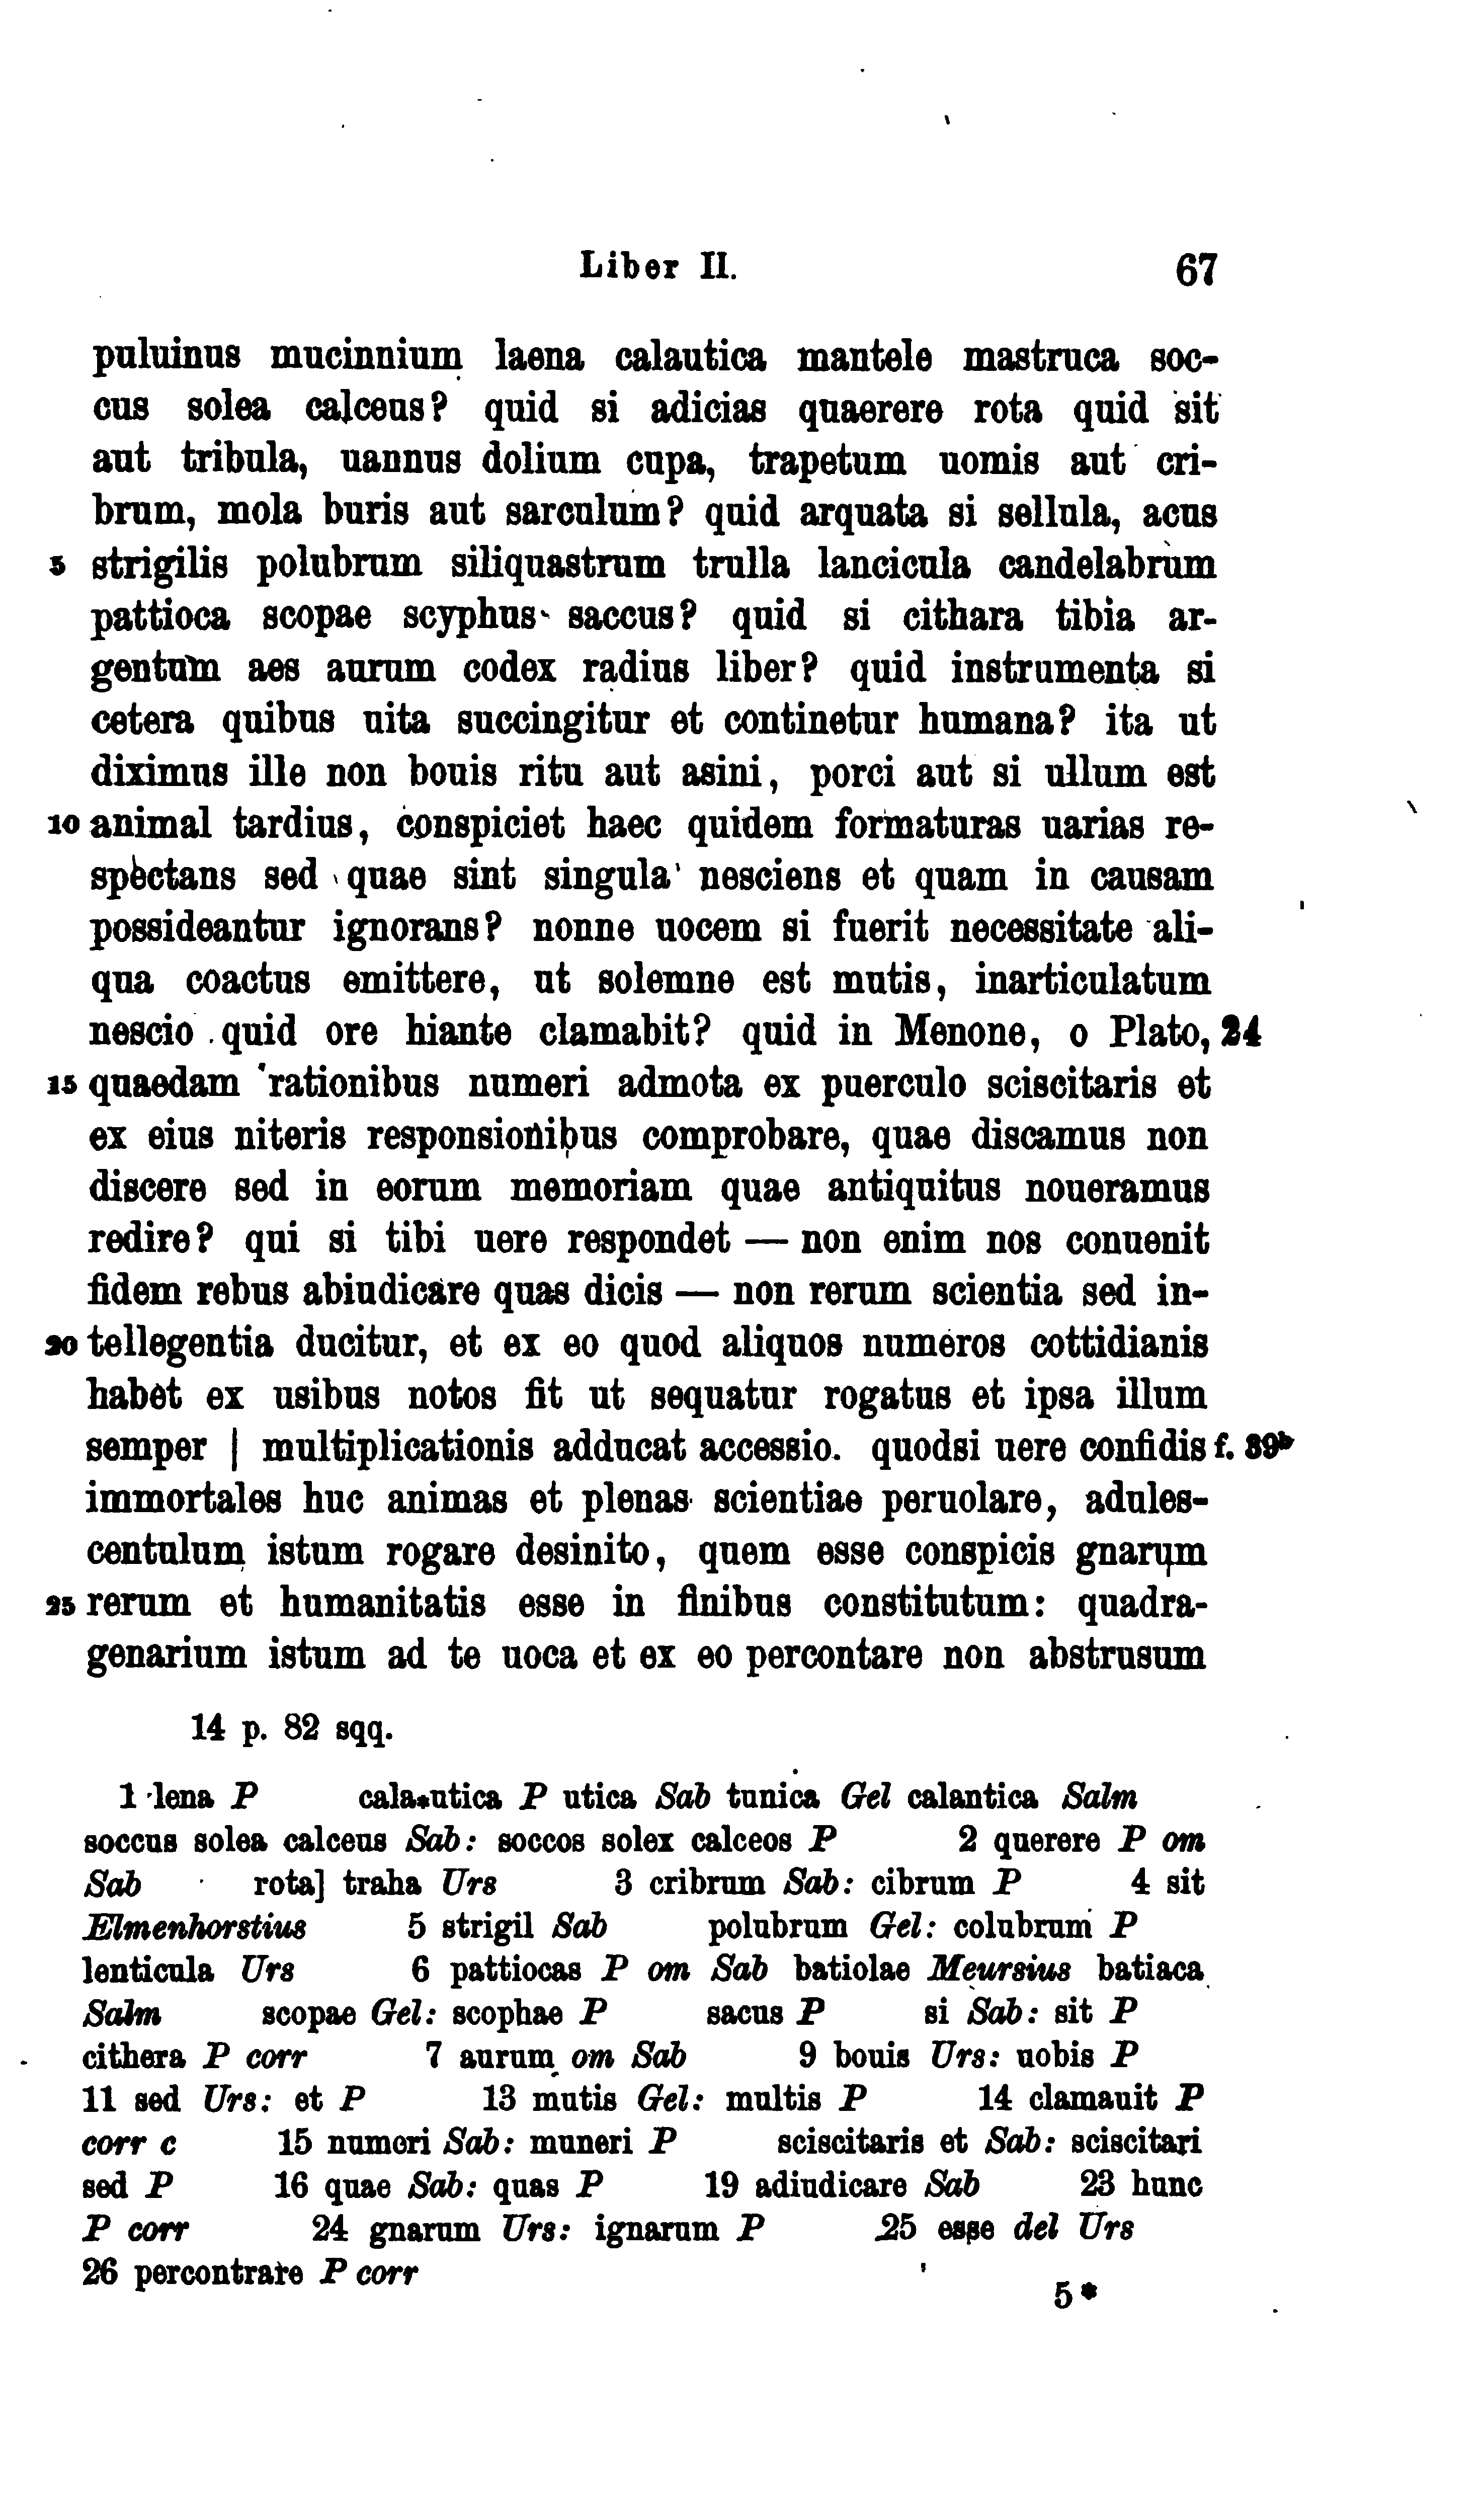 Liber II. 67
puluinus mucinnium laena calautica mantele mastruca soc-
cus solea calceus? quid si adicias quaerere rota quid sit
aut tribula, uannus dolium cupa, trapetum uomis aut cri-
brum, mola buris aut sarculum? quid arquata si sellula, acus
5 strigilis polubrum siliquastrum trulla lancicula candelabrum
pattioca scopae scyphus saccus? quid si cithara tibia ar-
gentum aes aurum codex radius liber? quid instrumenta si
cetera quibus uita succingitur et continetur humana? ita ut
diximus ille non bouis ritu aut asini, porci aut si ullum est
10 animal tardius, conspiciet haec quidem formaturas uarias re-
spectans sed quae sint singula nesciens et quam in causam
possideantur ignorans? nonne uocem si fuerit necessitate ali-
qua coactus emittere, ut solemne est mutis, inarticulatum
nescio quid ore hiante clamabit? quid in Menone, o Plato, 24
15 quaedam rationibus numeri admota ex puerculo sciscitaris et
ex eius niteris responsionibus comprobare, quae discamus non
discere sed in eorum memoriam quae antiquitus noueramus
redire? qui si tibi uere respondet — non enim nos conuenit
fidem rebus abiudicare quas dicis — non rerum scientia sed in-
20 tellegentia ducitur, et ex eo quod aliquos numeros cottidianis
habet ex usibus notos fit ut sequatur rogatus et ipsa illum
semper | multiplicationis adducat accessio. quodsi uere confidis f. 39b
immortales huc animas et plenas scientiae peruolare, adules-
centulum istum rogare desinito, quem esse conspicis gnarum
25 rerum et humanitatis esse in finibus constitutum: quadra-
genarium istum ad te uoca et ex eo percontare non abstrusum
14 p. 82 sqq.
1 lena P cala*utica P utica Sab tunica Gel calantica Salm
soccus solea calceus Sab: soccos solex calceos P 2 querere P om
Sab rota] traha Urs 3 cribrum Sab: cibrum P 4 sit
Elmenhorstius 5 strigil Sab polubrum Gel: colubrum P
lenticula Urs 6 pattiocas P om Sab batiolae Meursius batiaca
Salm scopae Gel: scophae P sacus P si Sab: sit P
cithera P corr 7 aurum om Sab 9 bouis Urs: uobis P
11 sed Urs: et P 13 mutis Gel: multis P 14 clamauit P
corr c 15 numeri Sab: muneri P sciscitaris et Sab: sciscitari
sed P 16 quae Sab: quas P 19 adiudicare Sab 23 hunc
P corr 24 gnarum Urs: ignarum P 25 esse del Urs
26 percontrare P corr
5*